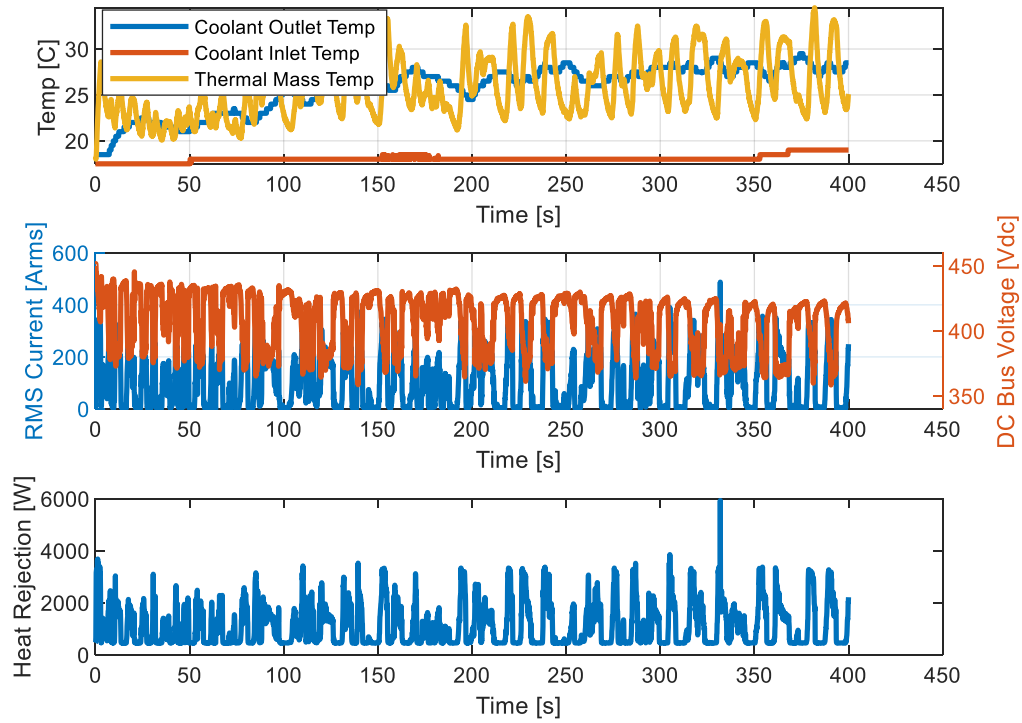 Coolant Outlet Temp
Coolant Inlet Temp
Thermal Mass Temp
Temp [C]
30
25
20
0 50 100 150 200 250 300 350 400 450
Time [s]
RMS Current [Arms]
600
400
200
0
DC Bus Voltage [Vdc]
450
400
350
0 50 100 150 200 250 300 350 400 450
Time [s]
Heat Rejection [W]
6000
4000
2000
0
0 50 100 150 200 250 300 350 400 450
Time [s]